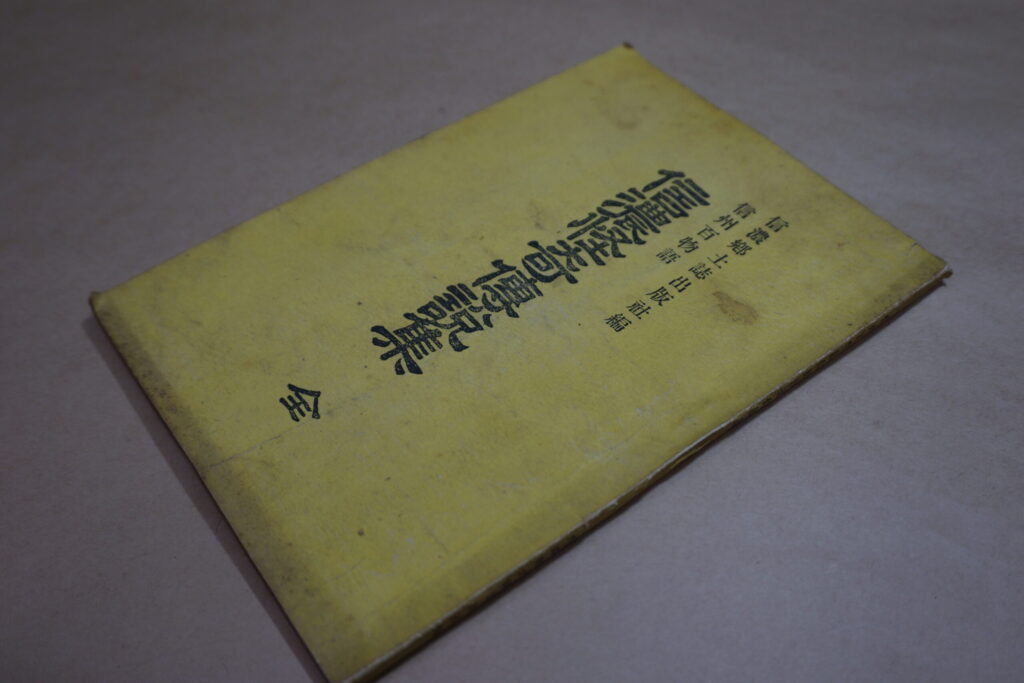 信濃郷土誌出版社編
信州百物語
信濃怪奇傳説集
全